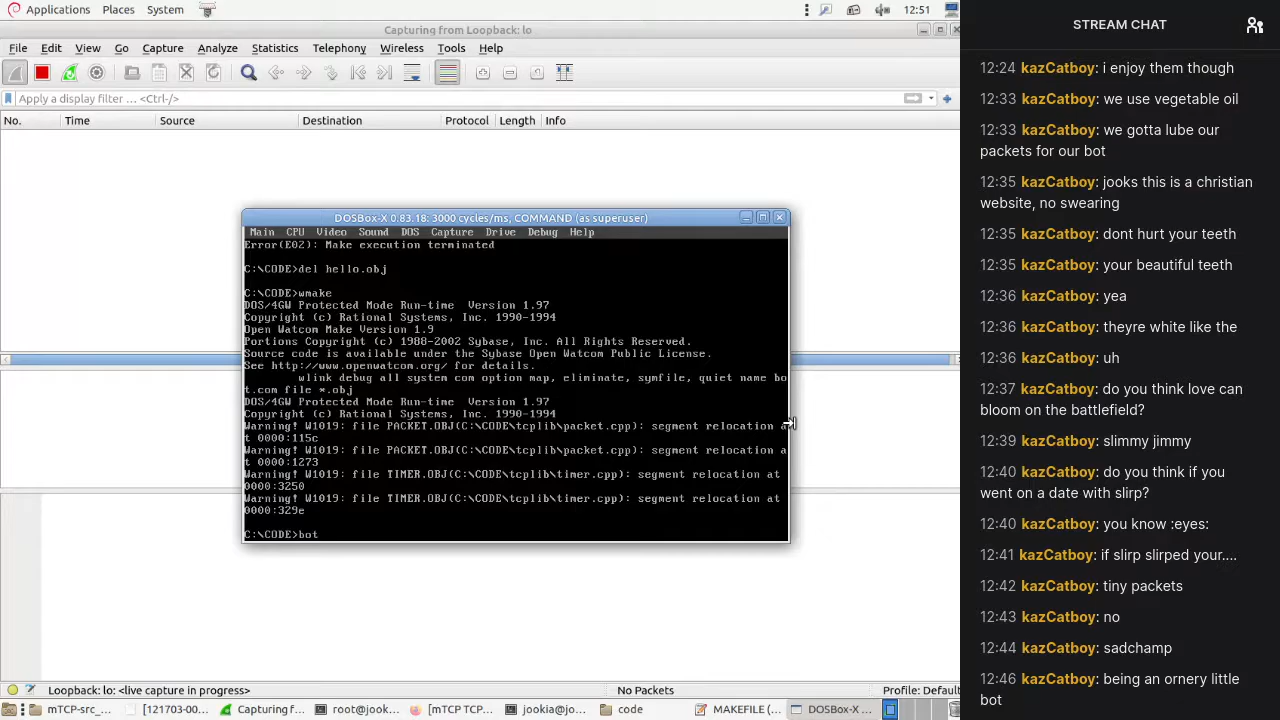 Applications Places System 12:51
Capturing from Loopback: lo
File Edit View Go Capture Analyze Statistics Telephony Wireless Tools Help
Apply a display filter ... <Ctrl-/>
No. Time Source Destination Protocol Length Info
DOSBox-X 0.83.18: 3000 cycles/ms, COMMAND (as superuser)
Main CPU Video Sound DOS Capture Drive Debug Help
Error(E02): Make execution terminated
C:\CODE>del hello.obj
C:\CODE>wmake
DOS/4GW Protected Mode Run-time Version 1.97
Copyright (c) Rational Systems, Inc. 1990-1994
Open Watcom Make Version 1.9
Portions Copyright (c) 1988-2002 Sybase, Inc. All Rights Reserved.
Source code is available under the Sybase Open Watcom Public License.
See http://www.openwatcom.org/ for details.
wlink debug all system com option map, eliminate, symfile, quiet name bo
t.com file *.obj
DOS/4GW Protected Mode Run-time Version 1.97
Copyright (c) Rational Systems, Inc. 1990-1994
Warning! W1019: file PACKET.OBJ(C:\CODE\tcplib\packet.cpp): segment relocation a
t 0000:115c
Warning! W1019: file PACKET.OBJ(C:\CODE\tcplib\packet.cpp): segment relocation a
t 0000:1273
Warning! W1019: file TIMER.OBJ(C:\CODE\tcplib\timer.cpp): segment relocation at
0000:3250
Warning! W1019: file TIMER.OBJ(C:\CODE\tcplib\timer.cpp): segment relocation at
0000:329e
C:\CODE>bot
Loopback: lo: <live capture in progress> No Packets Profile: Default
mTCP-src_... [121703-00... Capturing f... root@jook... [mTCP TCP... jookia@jo... code MAKEFILE (... DOSBox-X ...
STREAM CHAT
12:24 kazCatboy: i enjoy them though
12:33 kazCatboy: we use vegetable oil
12:33 kazCatboy: we gotta lube our
packets for our bot
12:35 kazCatboy: jooks this is a christian
website, no swearing
12:35 kazCatboy: dont hurt your teeth
12:35 kazCatboy: your beautiful teeth
12:36 kazCatboy: yea
12:36 kazCatboy: theyre white like the
12:36 kazCatboy: uh
12:37 kazCatboy: do you think love can
bloom on the battlefield?
12:39 kazCatboy: slimmy jimmy
12:40 kazCatboy: do you think if you
went on a date with slirp?
12:40 kazCatboy: you know :eyes:
12:41 kazCatboy: if slirp slirped your....
12:42 kazCatboy: tiny packets
12:43 kazCatboy: no
12:44 kazCatboy: sadchamp
12:46 kazCatboy: being an ornery little
bot